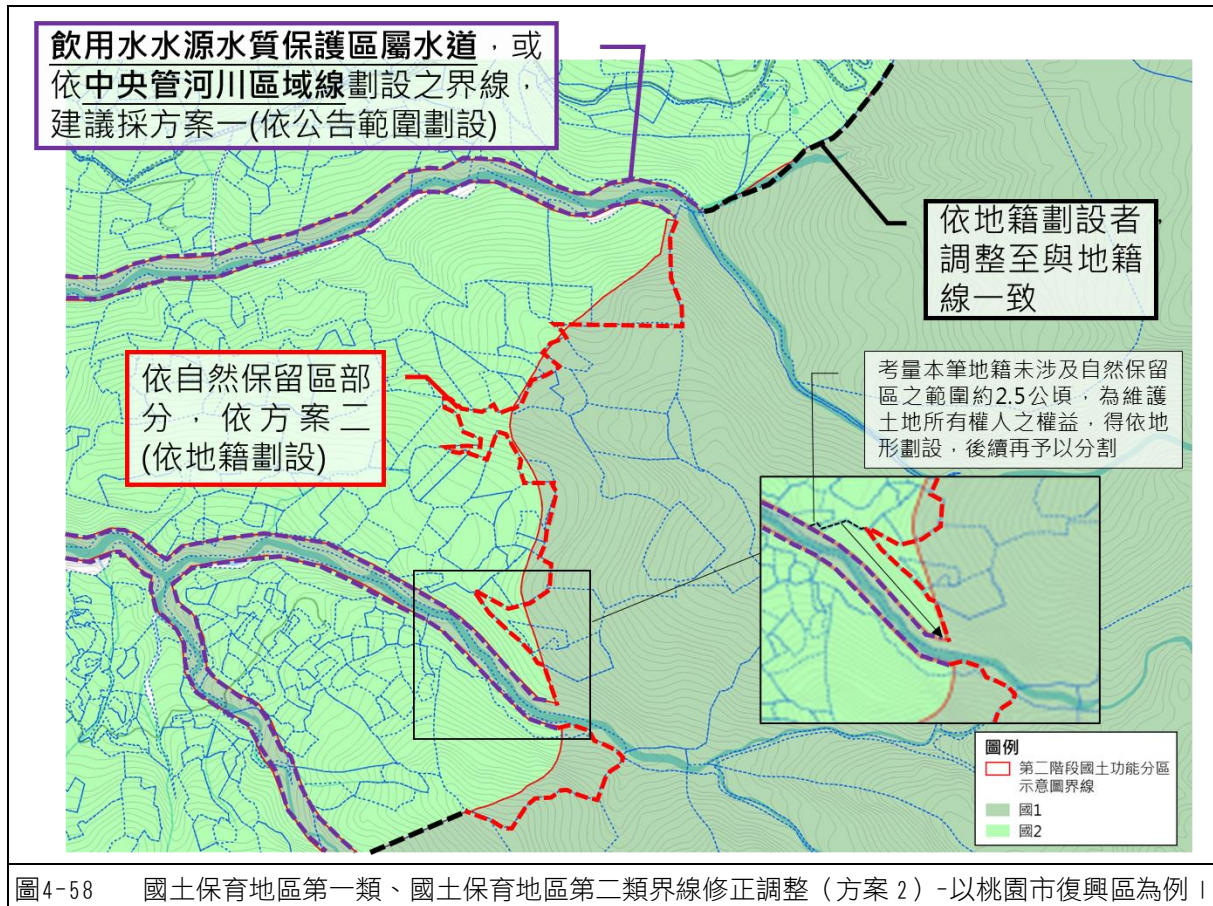 飲用水水源水質保護區屬水道，或
依中央管河川區域線劃設之界線，
建議採方案一(依公告範圍劃設)
依地籍劃設者，
調整至與地籍
線一致
依自然保留區部
分，依方案二
(依地籍劃設)
考量本筆地籍未涉及自然保留
區之範圍約2.5公頃，為維護
土地所有權人之權益，得依地
形劃設，後續再予以分割
圖例
第二階段國土功能分區
示意圖界線
國1
國2
圖4-58 國土保育地區第一類、國土保育地區第二類界線修正調整（方案 2）-以桃園市復興區為例 1